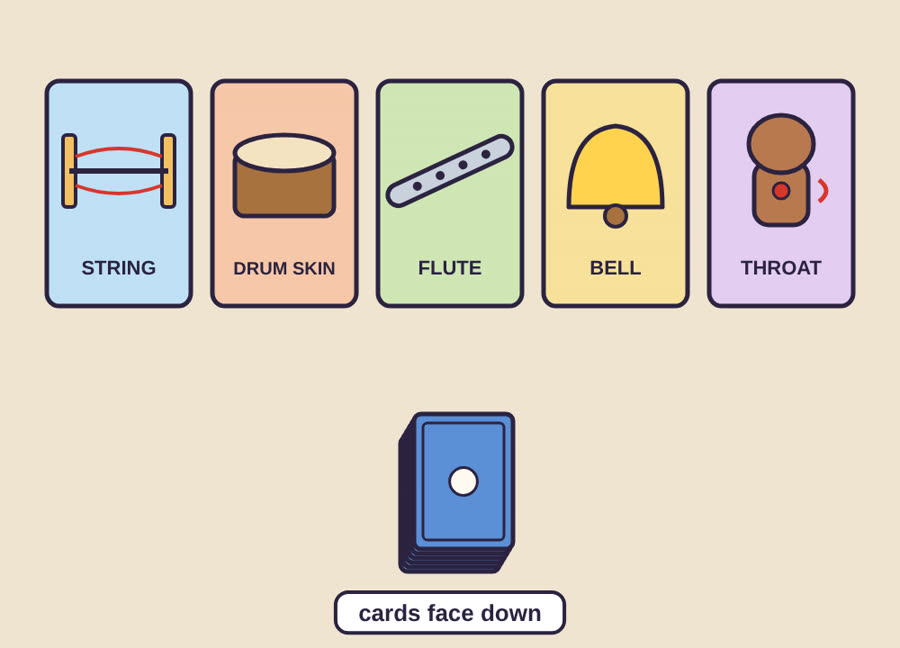 STRING
DRUM SKIN
FLUTE
BELL
THROAT
cards face down